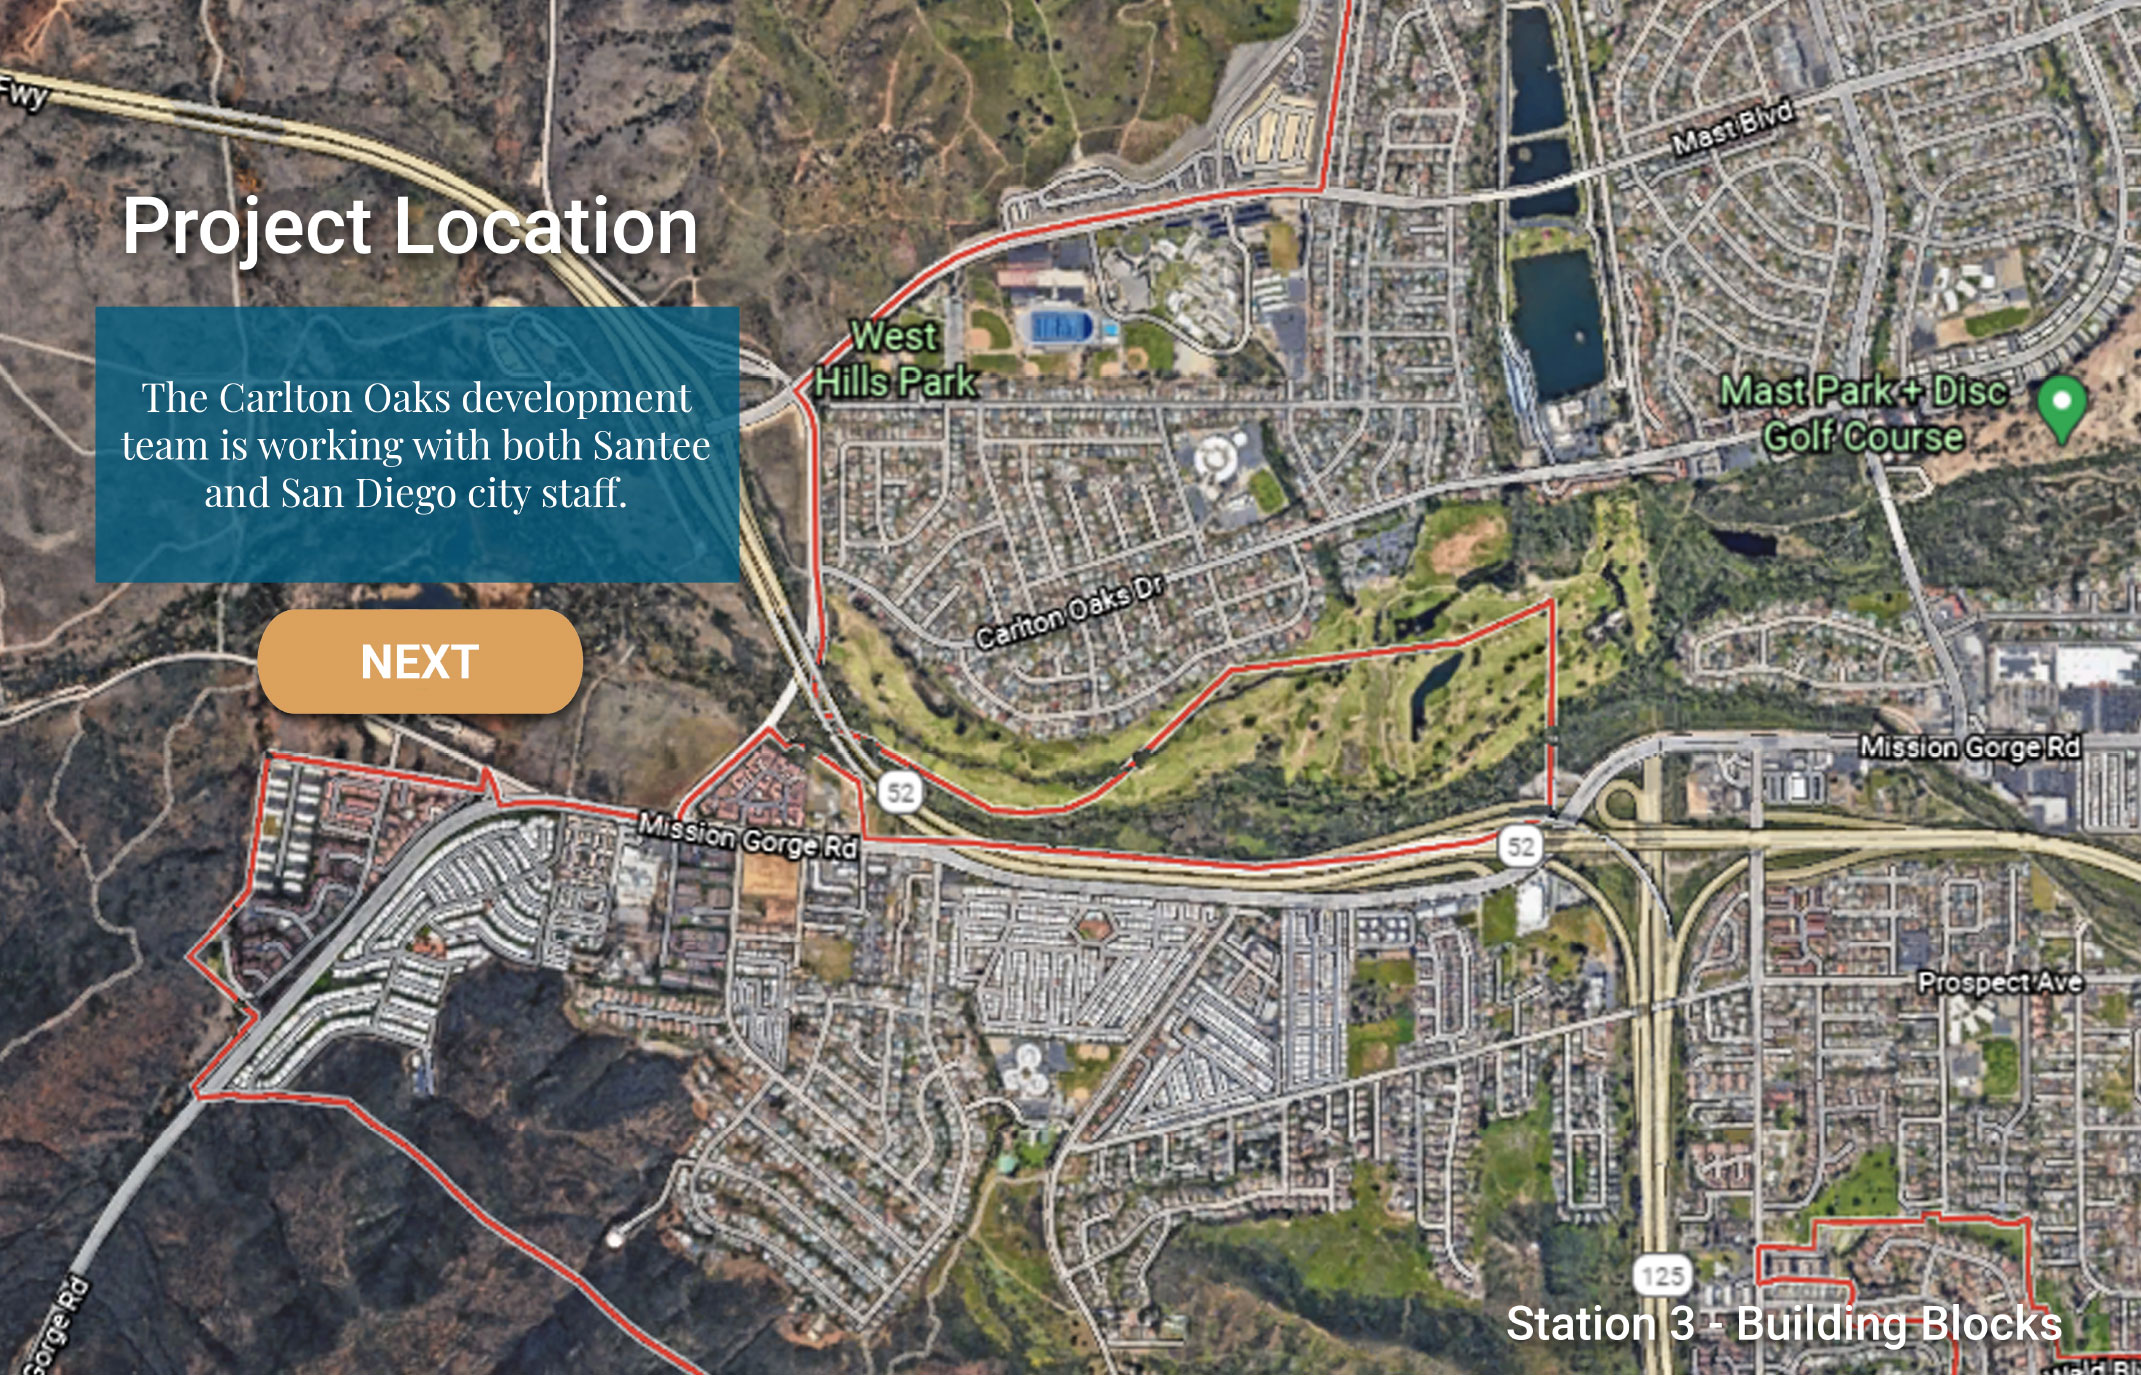 Fwy
Mast Blvd
Project Location
West
Hills Park
The Carlton Oaks development
team is working with both Santee
and San Diego city staff.
Mast Park + Disc
Golf Course
Carlton Oaks Dr
NEXT
Mission Gorge Rd
52
Mission Gorge Rd
52
Prospect Ave
125
Station 3 - Building Blocks
Gorge Rd